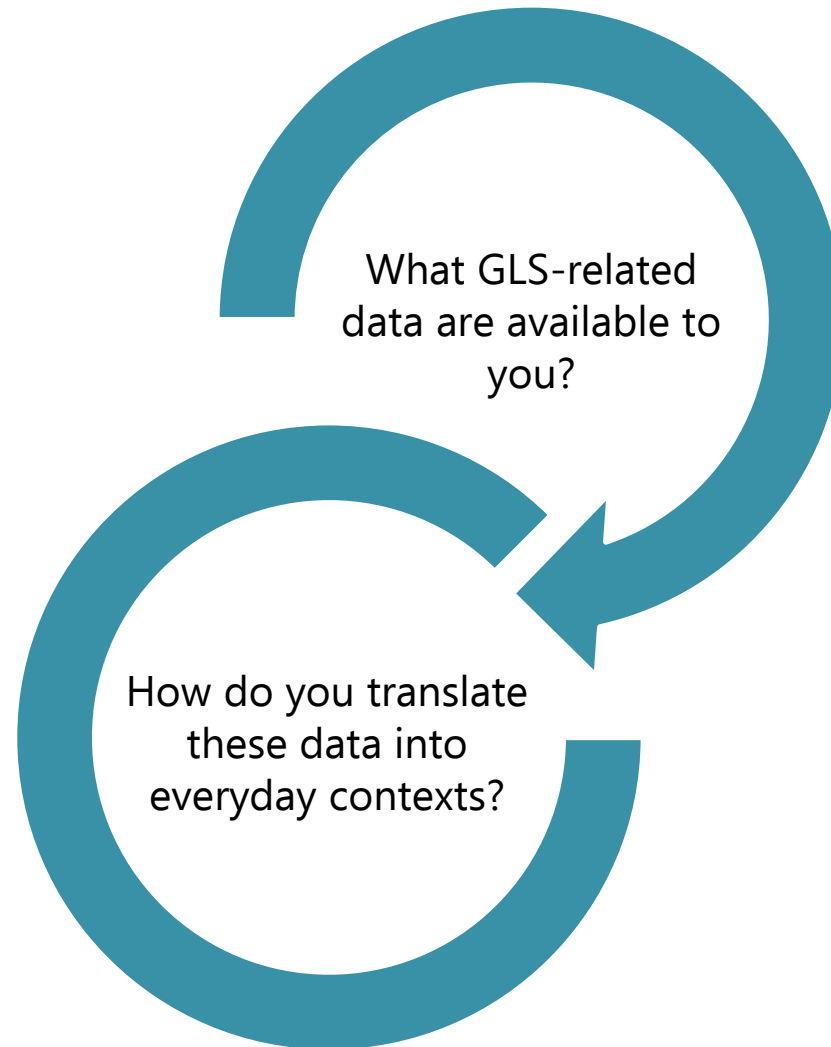 What GLS-related
data are available to
you?
How do you translate
these data into
everyday contexts?